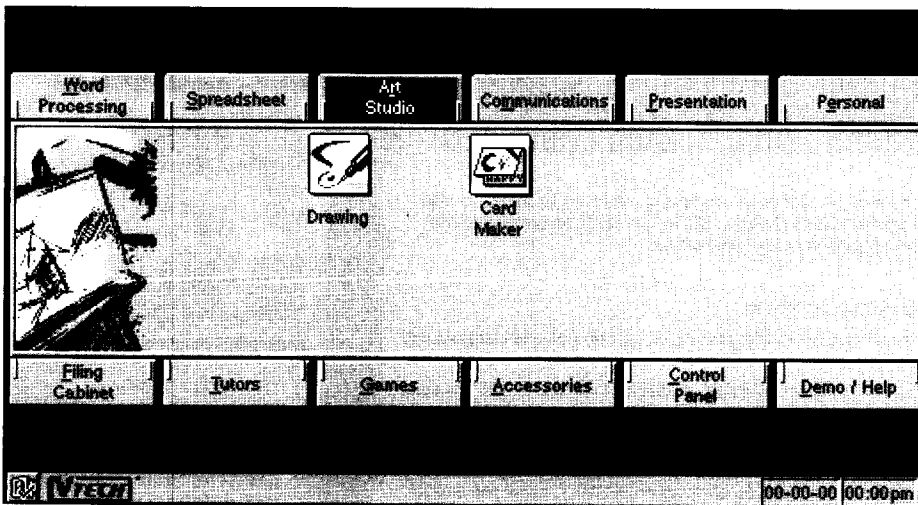 Word
Processing
Spreadsheet
Art
Studio
Communications
Presentation
Personal
Drawing
HAPPY
Card
Maker
Filing
Cabinet
Tutors
Games
Accessories
Control
Panel
Demo / Help
VTECH
00-00-00 00:00pm